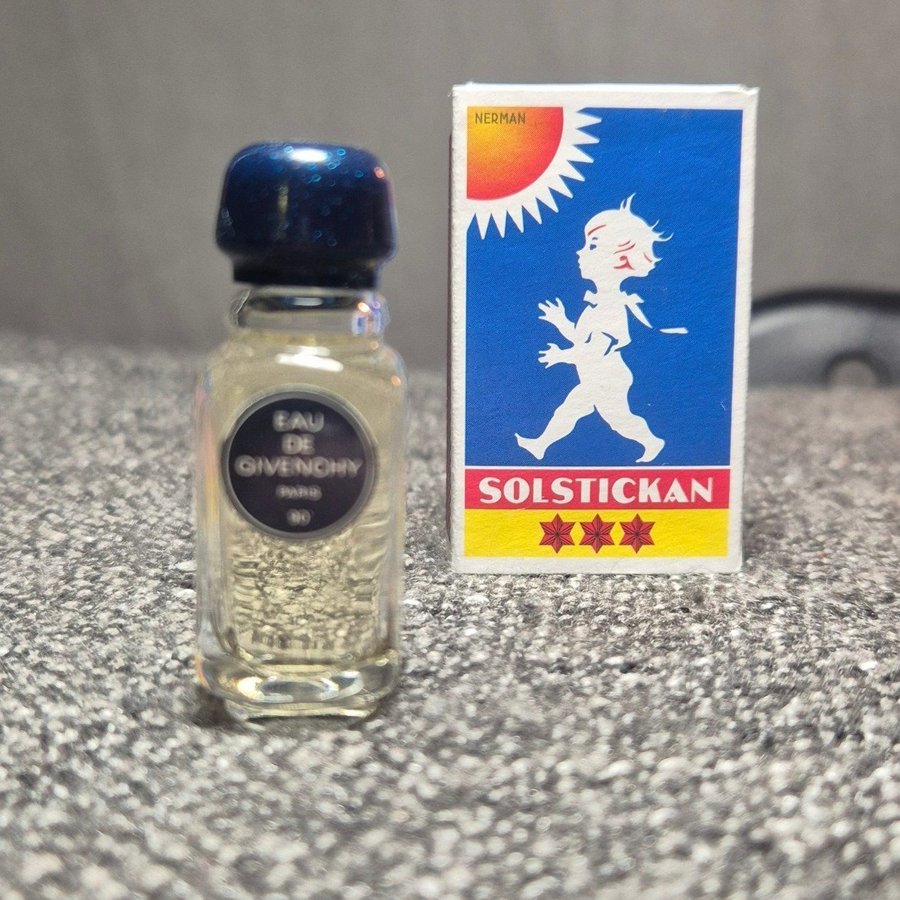 EAU
DE
GIVENCHY
PARIS
NERMAN
SOLSTICKAN